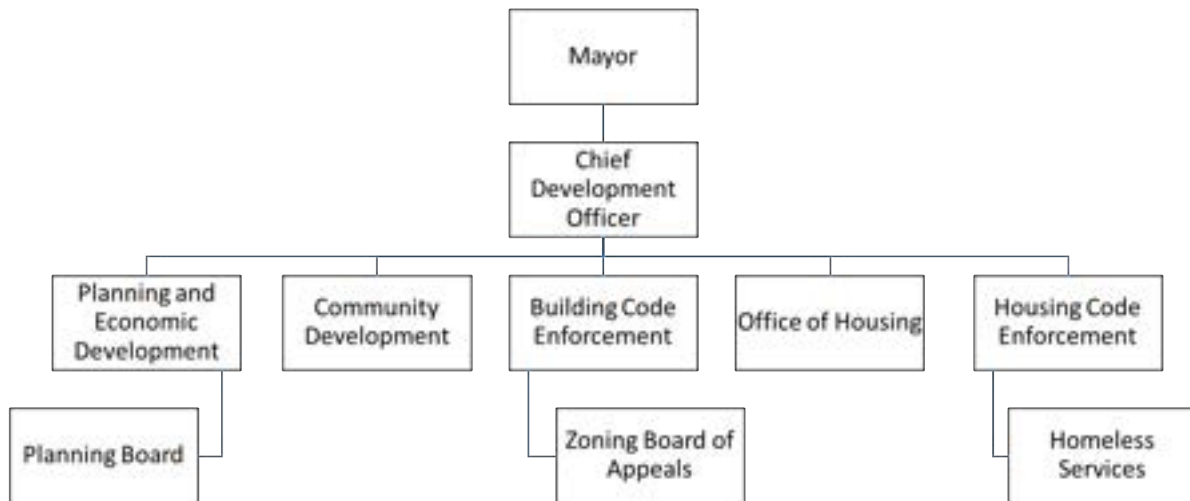 Mayor
Chief
Development
Officer
Planning and
Economic
Development
Community
Development
Building Code
Enforcement
Office of Housing
Housing Code
Enforcement
Planning Board
Zoning Board of
Appeals
Homeless
Services